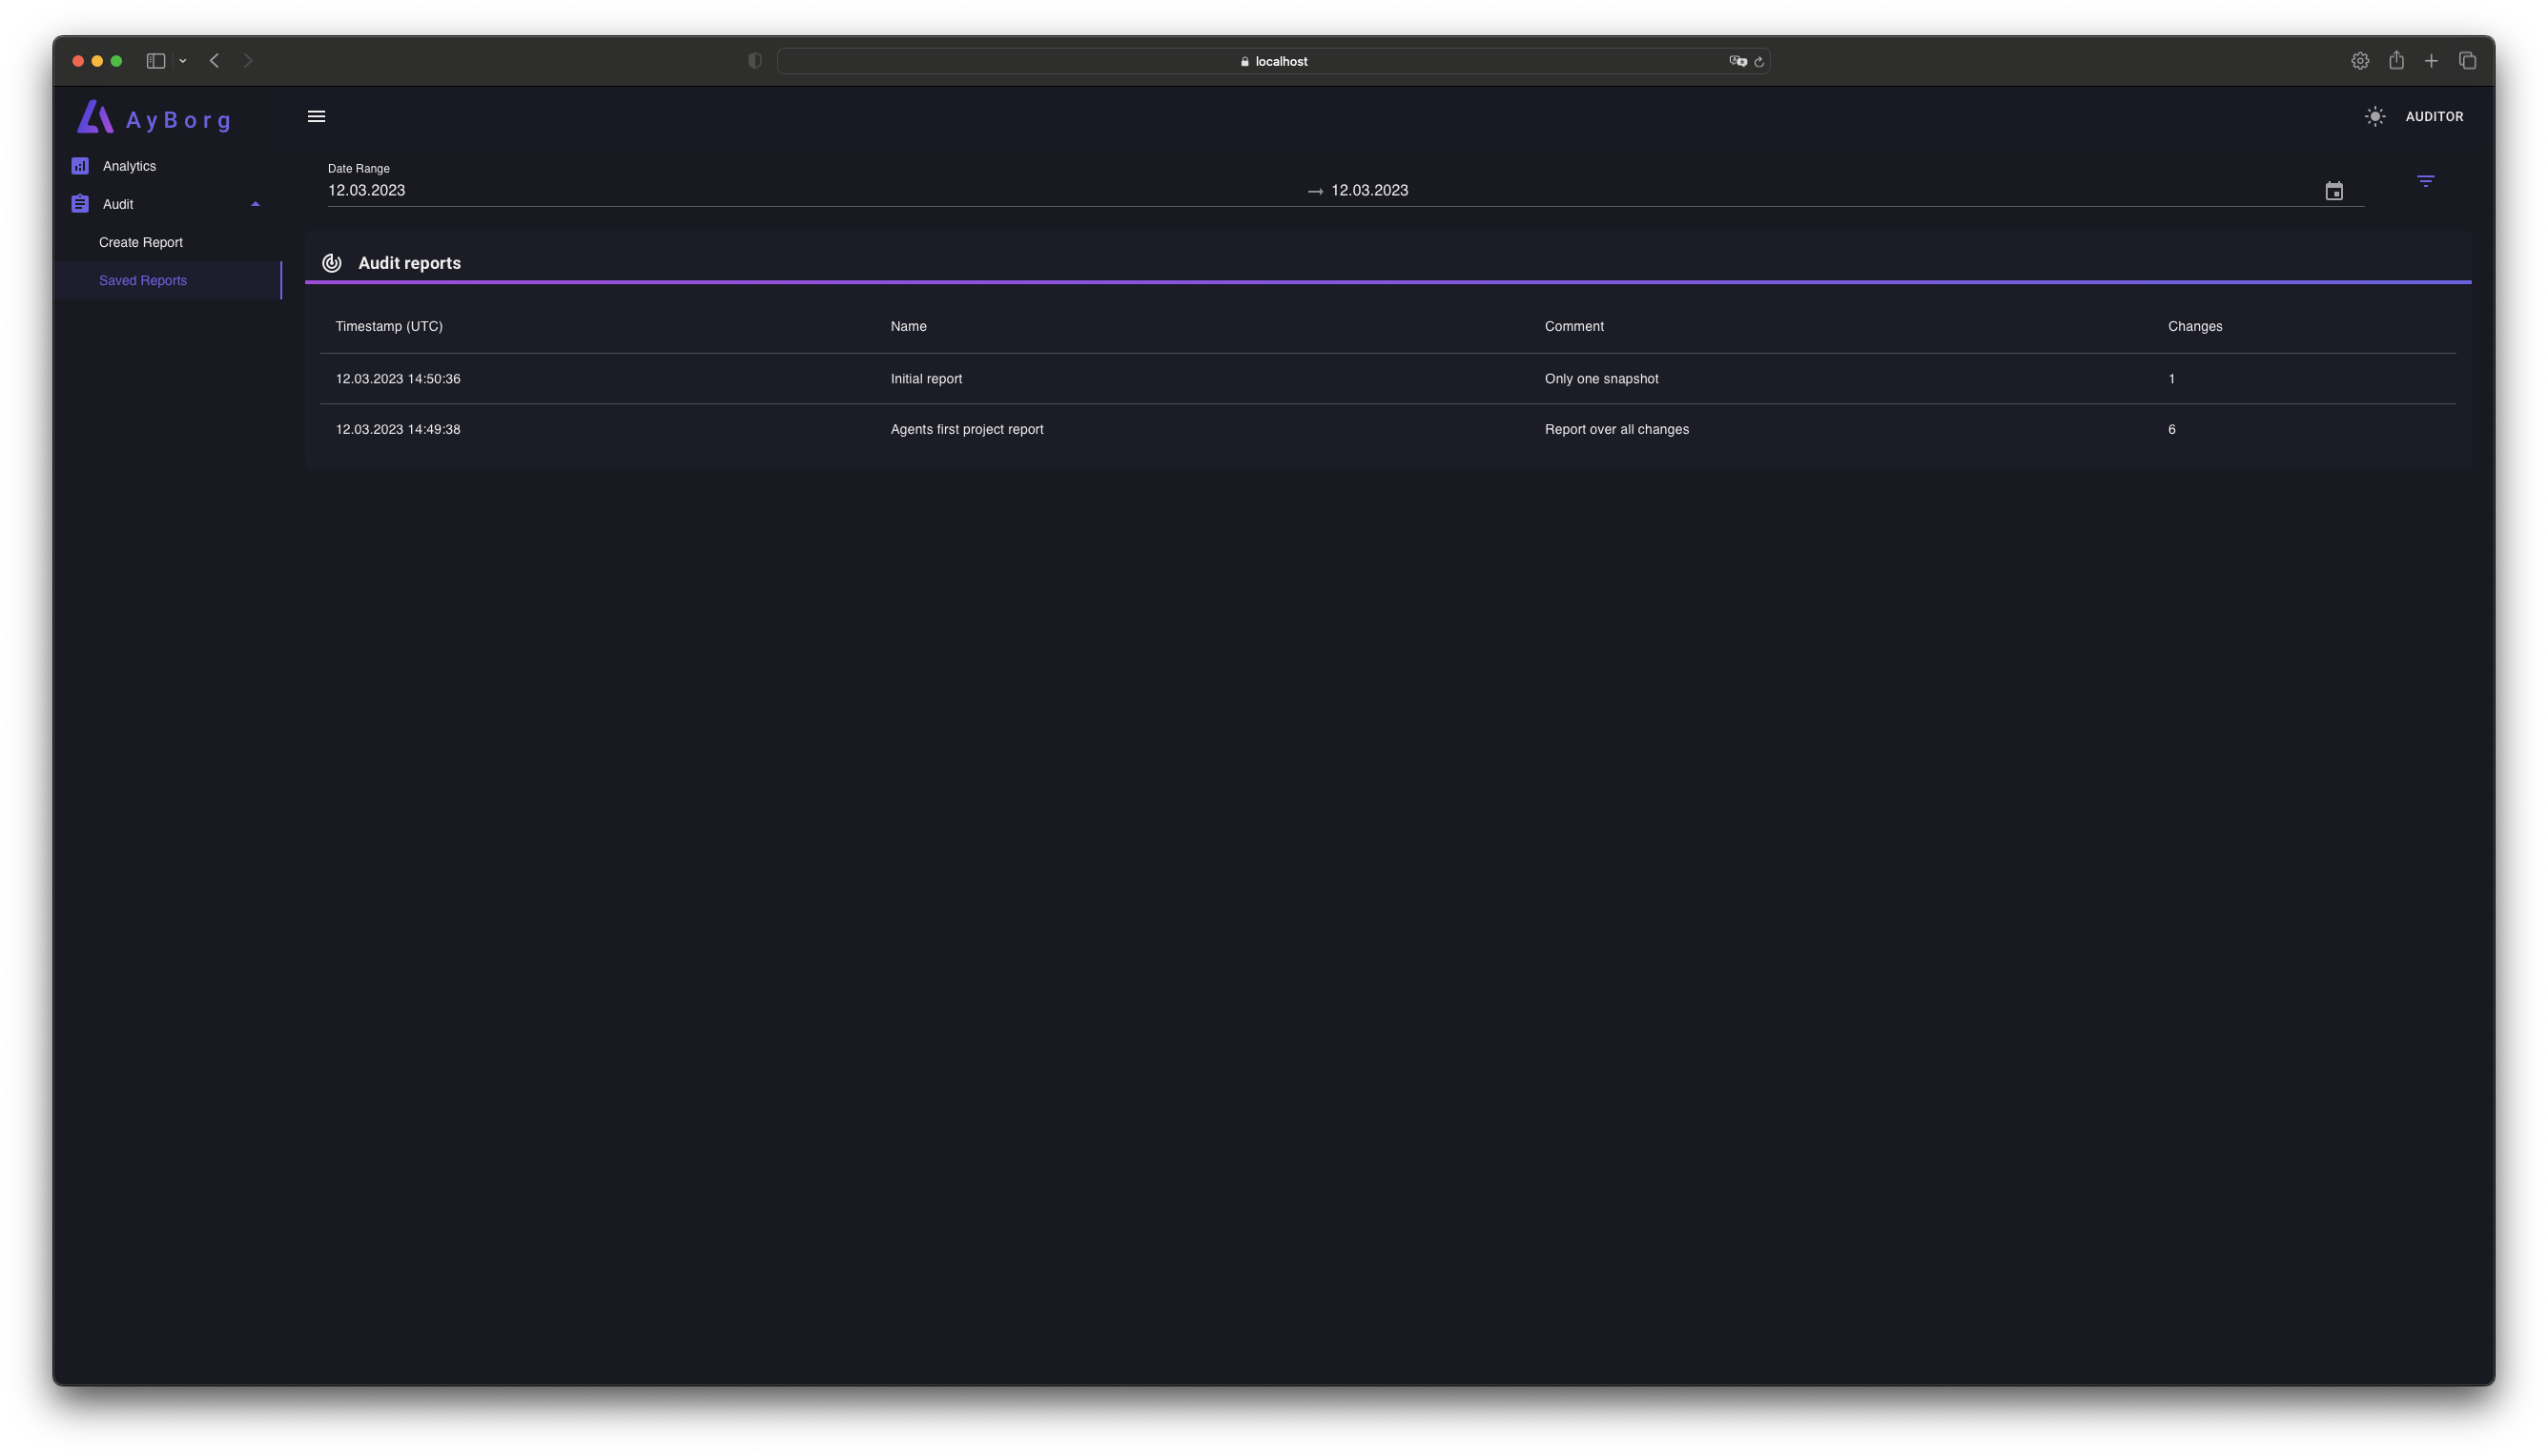 localhost
AyBorg
AUDITOR
Analytics
Audit
Create Report
Saved Reports
Date Range
12.03.2023 → 12.03.2023
Audit reports
Timestamp (UTC) Name Comment Changes
12.03.2023 14:50:36 Initial report Only one snapshot 1
12.03.2023 14:49:38 Agents first project report Report over all changes 6